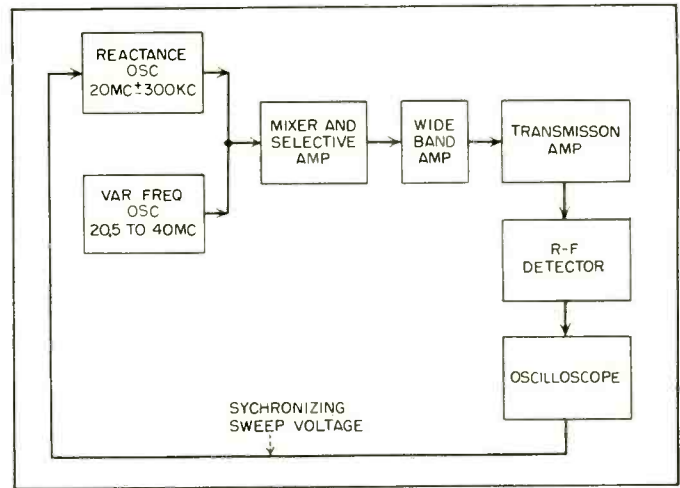 REACTANCE
OSC
20MC±300KC
VAR FREQ
OSC
20.5 TO 40MC
MIXER AND
SELECTIVE
AMP
WIDE
BAND
AMP
TRANSMISSON
AMP
R-F
DETECTOR
OSCILLOSCOPE
SYCHRONIZING
SWEEP VOLTAGE